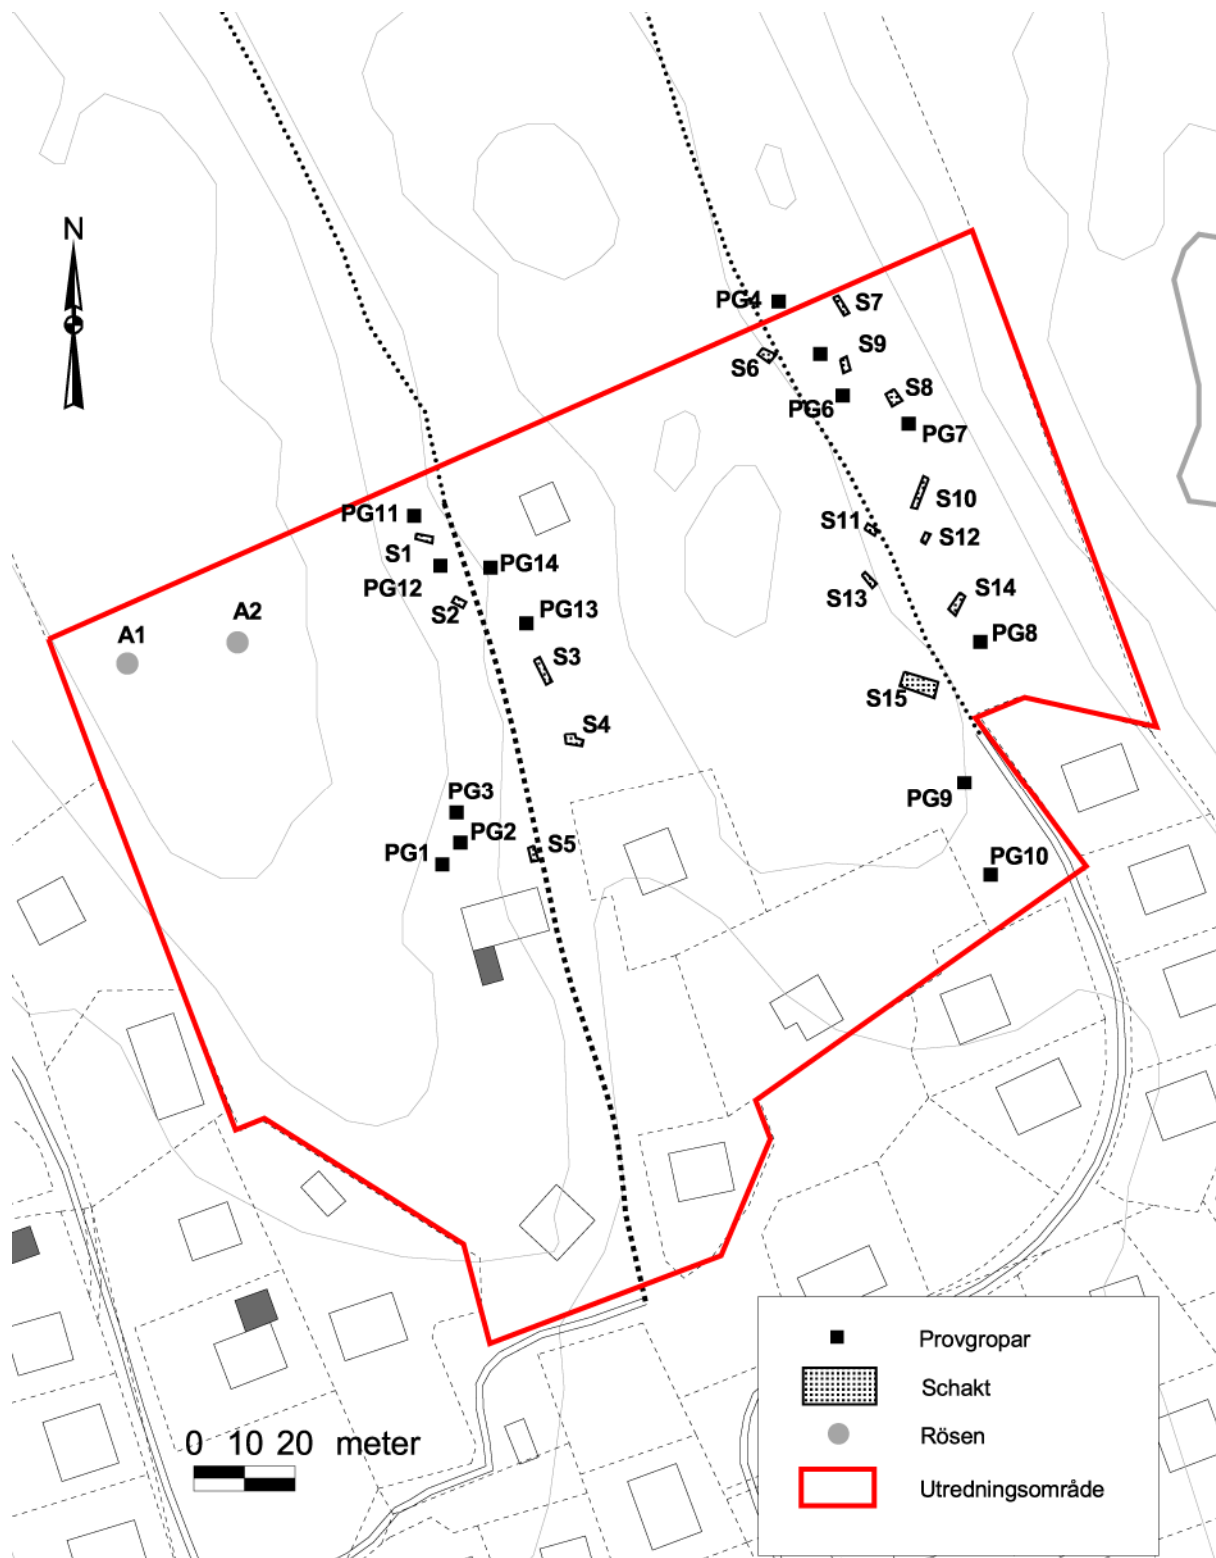 N
PG4
S7
S6
S9
PG6
S8
PG7
PG11
S1
PG12
PG14
S2
PG13
S10
S11
S12
S13
S14
A1
A2
S3
PG8
S15
S4
PG3
PG2
PG1
S5
PG9
PG10
0 10 20 meter
Provgropar
Schakt
Rösen
Utredningsområde